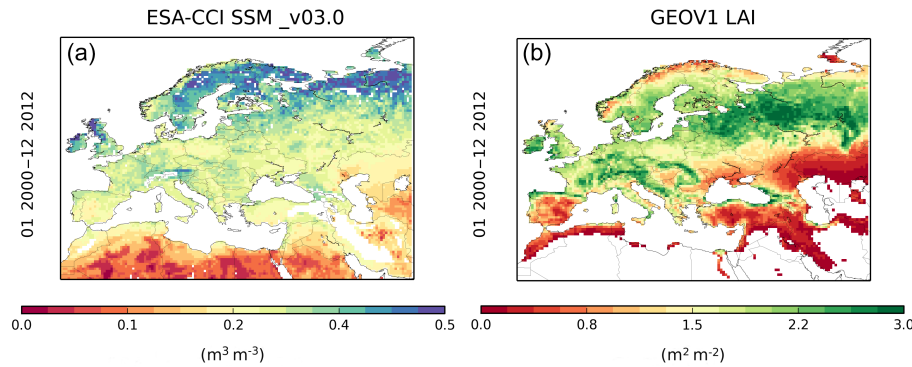 ESA-CCI SSM _v03.0
GEOV1 LAI
(a)
(b)
01 2000−12 2012
01 2000−12 2012
0.0 0.1 0.2 0.4 0.5
0.0 0.8 1.5 2.2 3.0
(m³ m⁻³)
(m² m⁻²)